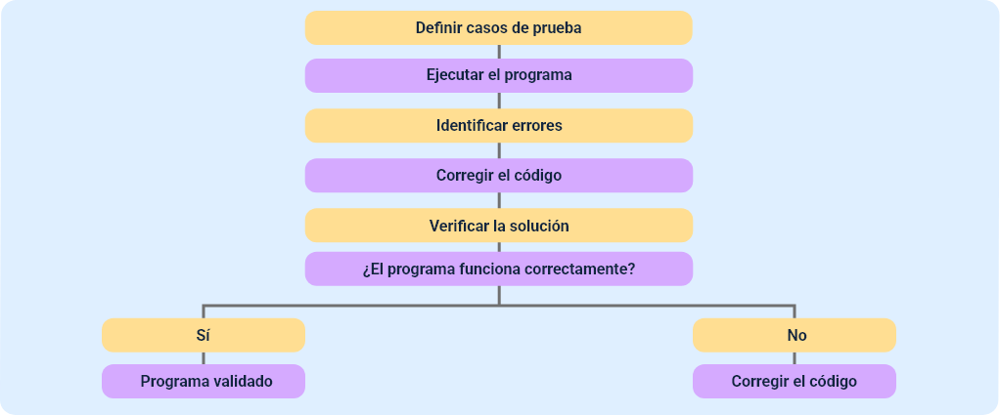 Definir casos de prueba
Ejecutar el programa
Identificar errores
Corregir el código
Verificar la solución
¿El programa funciona correctamente?
Sí
No
Programa validado
Corregir el código